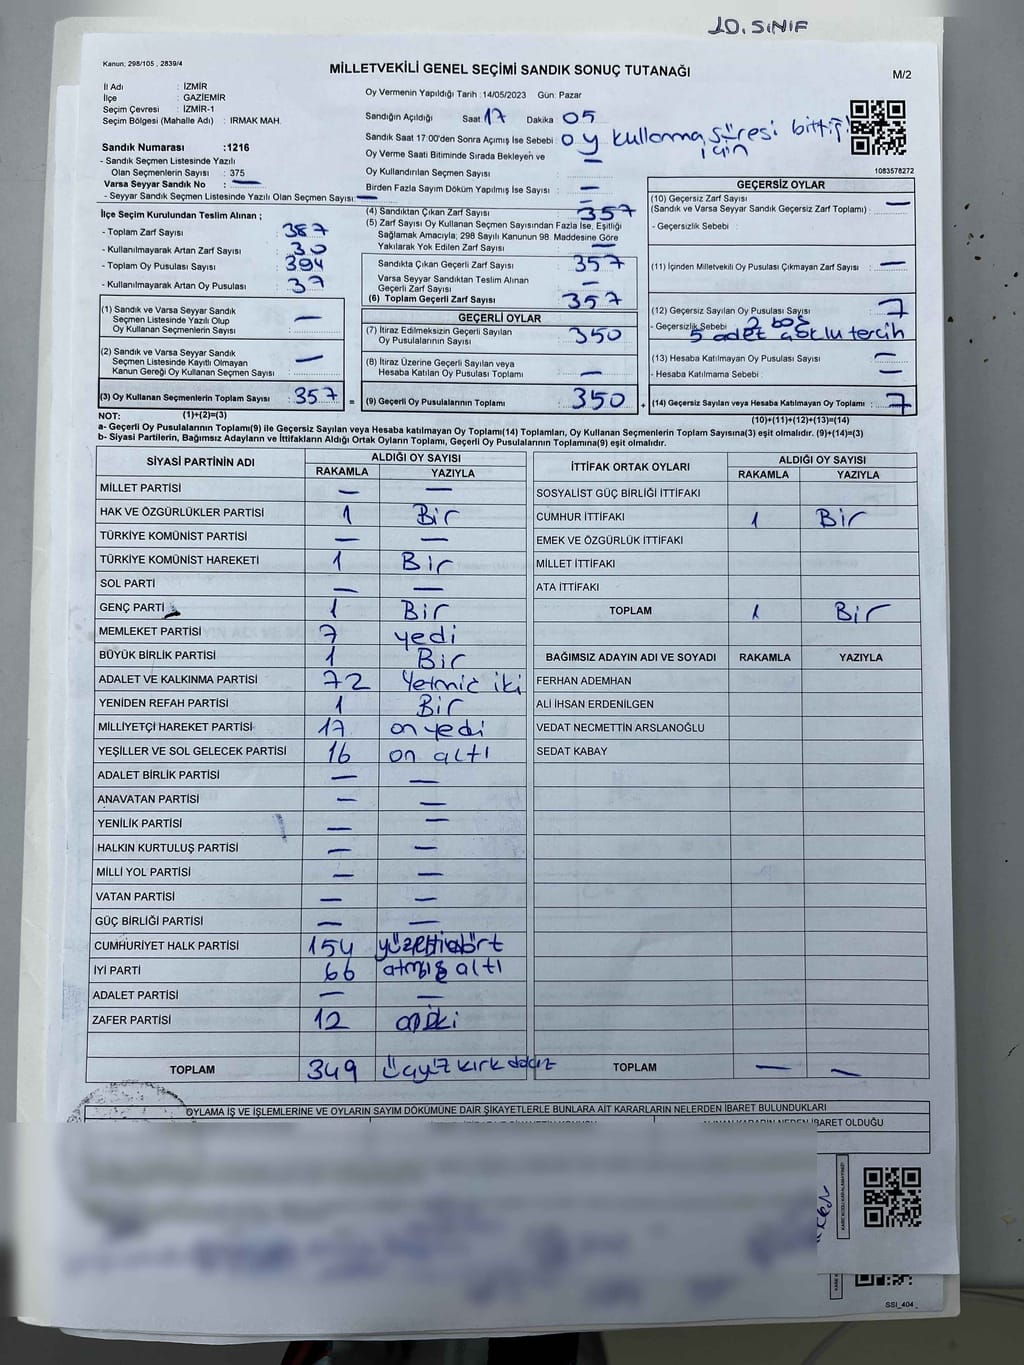 10. SINIF
Kanun; 298/105 , 2839/4
MİLLETVEKİLİ GENEL SEÇİMİ SANDIK SONUÇ TUTANAĞI
M/2
İl Adı : İZMİR
İlçe : GAZİEMİR
Seçim Çevresi : İZMİR-1
Seçim Bölgesi (Mahalle Adı) : IRMAK MAH.
Oy Vermenin Yapıldığı Tarih :14/05/2023 Gün: Pazar
Sandığın Açıldığı Saat 17 Dakika : 05
Sandık Saat 17:00'den Sonra Açımış İse Sebebi : oy kullanma süresi bittiği için
Oy Verme Saati Bitiminde Sırada Bekleyen ve
Oy Kullandırılan Seçmen Sayısı : —
Birden Fazla Sayım Döküm Yapılmış İse Sayısı : —
1083578272
Sandık Numarası :1216
- Sandık Seçmen Listesinde Yazılı
Olan Seçmenlerin Sayısı : 375
Varsa Seyyar Sandık No : —
- Seyyar Sandık Seçmen Listesinde Yazılı Olan Seçmen Sayısı: —
İlçe Seçim Kurulundan Teslim Alınan ;
- Toplam Zarf Sayısı : 387
- Kullanılmayarak Artan Zarf Sayısı : 30
- Toplam Oy Pusulası Sayısı : 394
- Kullanılmayarak Artan Oy Pusulası : 37
(1) Sandık ve Varsa Seyyar Sandık
Seçmen Listesinde Yazılı Olup
Oy Kullanan Seçmenlerin Sayısı : —
(2) Sandık ve Varsa Seyyar Sandık
Seçmen Listesinde Kayıtlı Olmayan
Kanun Gereği Oy Kullanan Seçmen Sayısı : —
(3) Oy Kullanan Seçmenlerin Toplam Sayısı : 357 =
(4) Sandıktan Çıkan Zarf Sayısı : 357
(5) Zarf Sayısı Oy Kullanan Seçmen Sayısından Fazla İse, Eşitliği
Sağlamak Amacıyla; 298 Sayılı Kanunun 98. Maddesine Göre
Yakılarak Yok Edilen Zarf Sayısı : —
Sandıkta Çıkan Geçerli Zarf Sayısı : 357
Varsa Seyyar Sandıktan Teslim Alınan
Geçerli Zarf Sayısı : —
(6) Toplam Geçerli Zarf Sayısı : 357
GEÇERLİ OYLAR
(7) İtiraz Edilmeksizin Geçerli Sayılan
Oy Pusulalarının Sayısı : 350
(8) İtiraz Üzerine Geçerli Sayılan veya
Hesaba Katılan Oy Pusulası Toplamı : —
(9) Geçerli Oy Pusulalarının Toplamı : 350 +
GEÇERSİZ OYLAR
(10) Geçersiz Zarf Sayısı
(Sandık ve Varsa Seyyar Sandık Geçersiz Zarf Toplamı) : —
- Geçersizlik Sebebi :
(11) İçinden Milletvekili Oy Pusulası Çıkmayan Zarf Sayısı : —
(12) Geçersiz Sayılan Oy Pusulası Sayısı : 7
- Geçersizlik Sebebi : 2 boş
5 adet çoklu tercih
(13) Hesaba Katılmayan Oy Pusulası Sayısı : —
- Hesaba Katılmama Sebebi : —
(14) Geçersiz Sayılan veya Hesaba Katılmayan Oy Toplamı : 7
NOT: (1)+(2)=(3)
(10)+(11)+(12)+(13)=(14)
a- Geçerli Oy Pusulalarının Toplamı(9) ile Geçersiz Sayılan veya Hesaba katılmayan Oy Toplamı(14) Toplamları, Oy Kullanan Seçmenlerin Toplam Sayısına(3) eşit olmalıdır. (9)+(14)=(3)
b- Siyasi Partilerin, Bağımsız Adayların ve İttifakların Aldığı Ortak Oyların Toplamı, Geçerli Oy Pusulalarının Toplamına(9) eşit olmalıdır.
SİYASİ PARTİNİN ADI ALDIĞI OY SAYISI
RAKAMLA YAZIYLA
MİLLET PARTİSİ — —
HAK VE ÖZGÜRLÜKLER PARTİSİ 1 Bir
TÜRKİYE KOMÜNİST PARTİSİ — —
TÜRKİYE KOMÜNİST HAREKETİ 1 Bir
SOL PARTİ — —
GENÇ PARTİ 1 Bir
MEMLEKET PARTİSİ 7 yedi
BÜYÜK BİRLİK PARTİSİ 1 Bir
ADALET VE KALKINMA PARTİSİ 72 Yetmiş iki
YENİDEN REFAH PARTİSİ 1 Bir
MİLLİYETÇİ HAREKET PARTİSİ 17 on yedi
YEŞİLLER VE SOL GELECEK PARTİSİ 16 on altı
ADALET BİRLİK PARTİSİ — —
ANAVATAN PARTİSİ — —
YENİLİK PARTİSİ — —
HALKIN KURTULUŞ PARTİSİ — —
MİLLİ YOL PARTİSİ — —
VATAN PARTİSİ — —
GÜÇ BİRLİĞİ PARTİSİ — —
CUMHURİYET HALK PARTİSİ 154 yüzellidört
İYİ PARTİ 66 atmış altı
ADALET PARTİSİ — —
ZAFER PARTİSİ 12 oniki
TOPLAM 349
İTTİFAK ORTAK OYLARI ALDIĞI OY SAYISI
RAKAMLA YAZIYLA
SOSYALİST GÜÇ BİRLİĞİ İTTİFAKI
CUMHUR İTTİFAKI 1 Bir
EMEK VE ÖZGÜRLÜK İTTİFAKI
MİLLET İTTİFAKI
ATA İTTİFAKI
TOPLAM 1 Bir
BAĞIMSIZ ADAYIN ADI VE SOYADI RAKAMLA YAZIYLA
FERHAN ADEMHAN
ALİ İHSAN ERDENİLGEN
VEDAT NECMETTİN ARSLANOĞLU
SEDAT KABAY
TOPLAM — —
OYLAMA İŞ VE İŞLEMLERİNE VE OYLARIN SAYIM DÖKÜMÜNE DAİR ŞİKAYETLERLE BUNLARA AİT KARARLARIN NELERDEN İBARET BULUNDUKLARI
İBARET OLDUĞU
SSI_404_